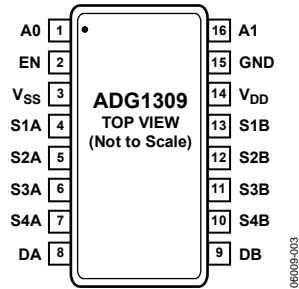 A0 1 16 A1
EN 2 15 GND
VSS 3 14 VDD
ADG1309
TOP VIEW
(Not to Scale)
S1A 4 13 S1B
S2A 5 12 S2B
S3A 6 11 S3B
S4A 7 10 S4B
DA 8 9 DB
06009-003